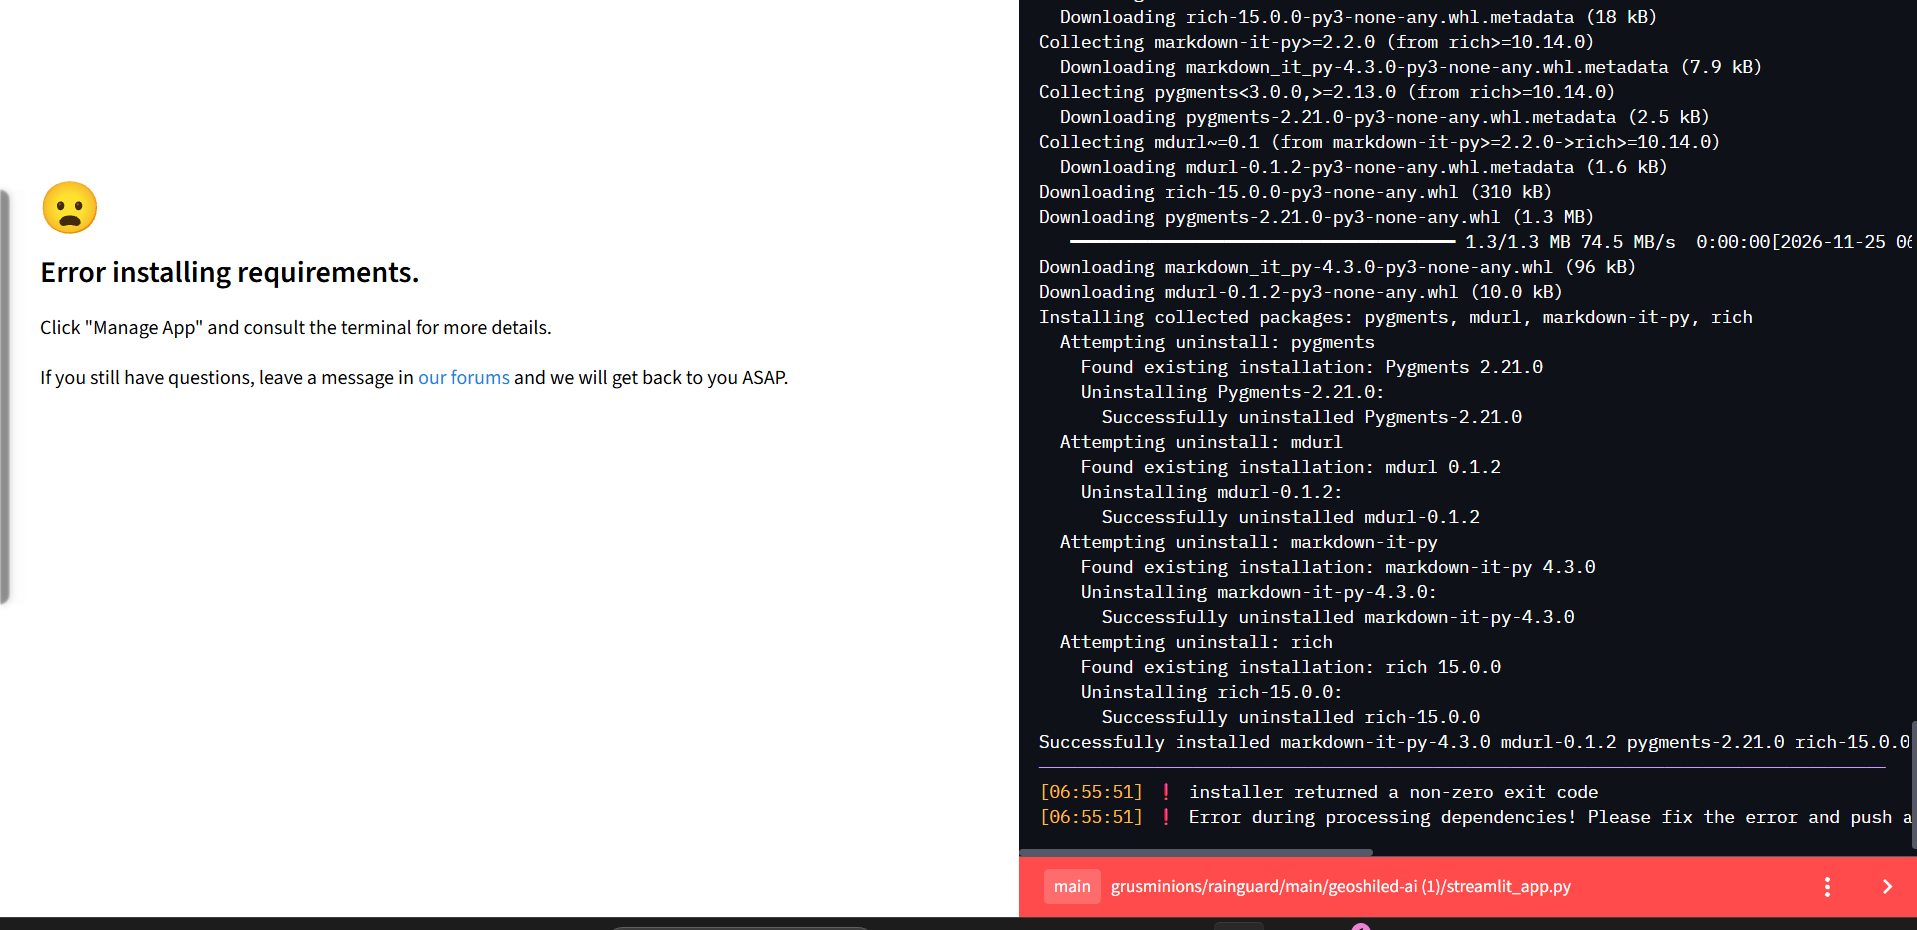 Error installing requirements.
Click "Manage App" and consult the terminal for more details.
If you still have questions, leave a message in our forums and we will get back to you ASAP.
Downloading rich-15.0.0-py3-none-any.whl.metadata (18 kB)
Collecting markdown-it-py>=2.2.0 (from rich>=10.14.0)
Downloading markdown_it_py-4.3.0-py3-none-any.whl.metadata (7.9 kB)
Collecting pygments<3.0.0,>=2.13.0 (from rich>=10.14.0)
Downloading pygments-2.21.0-py3-none-any.whl.metadata (2.5 kB)
Collecting mdurl~=0.1 (from markdown-it-py>=2.2.0->rich>=10.14.0)
Downloading mdurl-0.1.2-py3-none-any.whl.metadata (1.6 kB)
Downloading rich-15.0.0-py3-none-any.whl (310 kB)
Downloading pygments-2.21.0-py3-none-any.whl (1.3 MB)
1.3/1.3 MB 74.5 MB/s  0:00:00[2026-11-25
Downloading markdown_it_py-4.3.0-py3-none-any.whl (96 kB)
Downloading mdurl-0.1.2-py3-none-any.whl (10.0 kB)
Installing collected packages: pygments, mdurl, markdown-it-py, rich
Attempting uninstall: pygments
Found existing installation: Pygments 2.21.0
Uninstalling Pygments-2.21.0:
Successfully uninstalled Pygments-2.21.0
Attempting uninstall: mdurl
Found existing installation: mdurl 0.1.2
Uninstalling mdurl-0.1.2:
Successfully uninstalled mdurl-0.1.2
Attempting uninstall: markdown-it-py
Found existing installation: markdown-it-py 4.3.0
Uninstalling markdown-it-py-4.3.0:
Successfully uninstalled markdown-it-py-4.3.0
Attempting uninstall: rich
Found existing installation: rich 15.0.0
Uninstalling rich-15.0.0:
Successfully uninstalled rich-15.0.0
Successfully installed markdown-it-py-4.3.0 mdurl-0.1.2 pygments-2.21.0 rich-15.0.0
[06:55:51] ❗ installer returned a non-zero exit code
[06:55:51] ❗ Error during processing dependencies! Please fix the error and push a
main grusminions/rainguard/main/geoshiled-ai (1)/streamlit_app.py